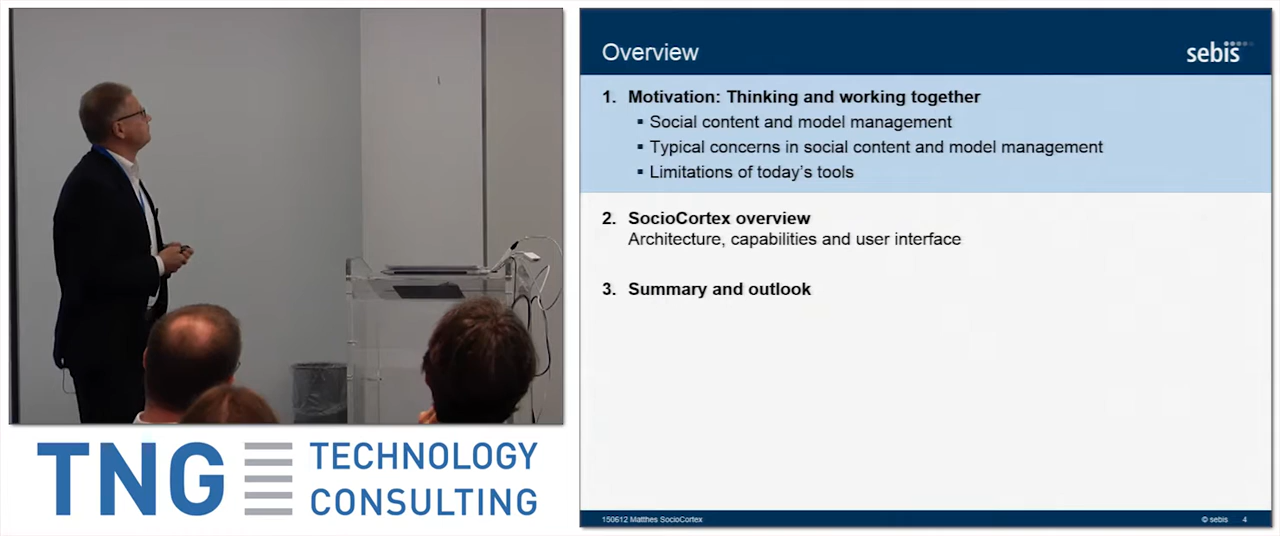 Overview
sebis
1. Motivation: Thinking and working together
▪ Social content and model management
▪ Typical concerns in social content and model management
▪ Limitations of today's tools
2. SocioCortex overview
Architecture, capabilities and user interface
3. Summary and outlook
150612 Matthes SocioCortex
© sebis 4
TNG TECHNOLOGY
CONSULTING